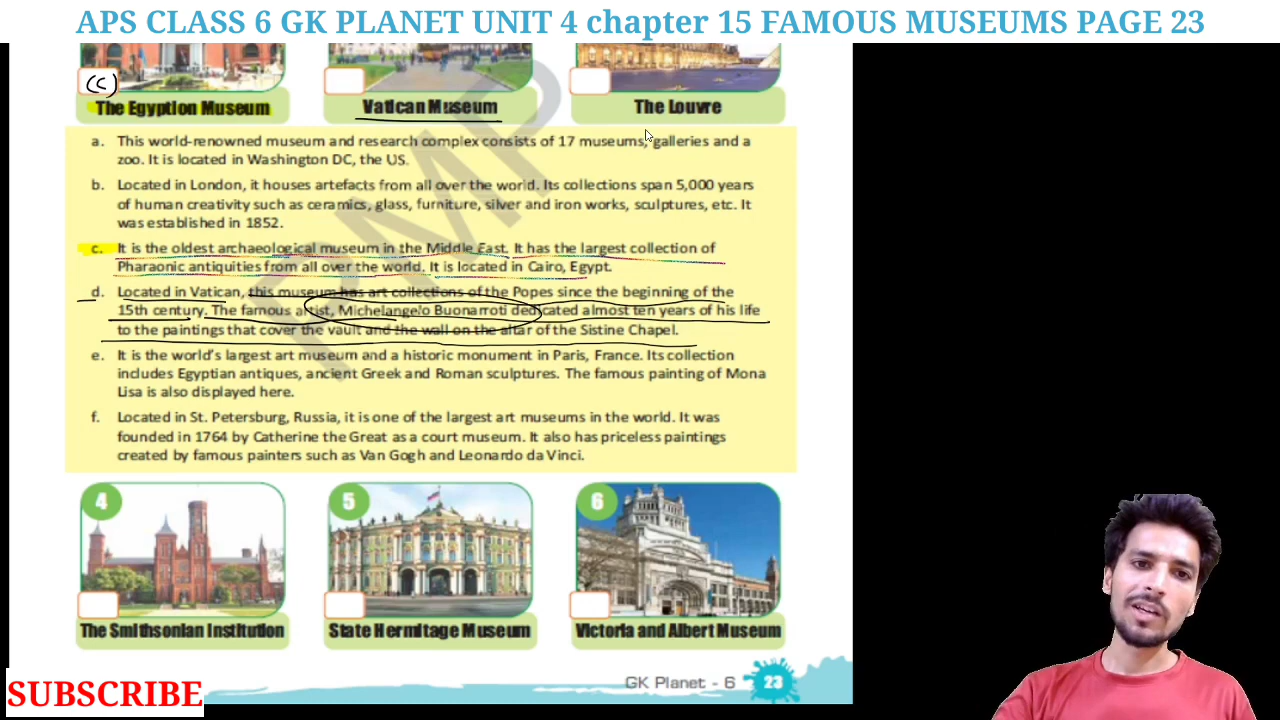 APS CLASS 6 GK PLANET UNIT 4 chapter 15 FAMOUS MUSEUMS PAGE 23
(c)
The Egyption Museum
Vatican Museum
The Louvre
a. This world-renowned museum and research complex consists of 17 museums, galleries and a
zoo. It is located in Washington DC, the US.
b. Located in London, it houses artefacts from all over the world. Its collections span 5,000 years
of human creativity such as ceramics, glass, furniture, silver and iron works, sculptures, etc. It
was established in 1852.
c. It is the oldest archaeological museum in the Middle East. It has the largest collection of
Pharaonic antiquities from all over the world. It is located in Cairo, Egypt.
d. Located in Vatican, this museum has art collections of the Popes since the beginning of the
15th century. The famous artist, Michelangelo Buonarroti dedicated almost ten years of his life
to the paintings that cover the vault and the wall on the altar of the Sistine Chapel.
e. It is the world's largest art museum and a historic monument in Paris, France. Its collection
includes Egyptian antiques, ancient Greek and Roman sculptures. The famous painting of Mona
Lisa is also displayed here.
f. Located in St. Petersburg, Russia, it is one of the largest art museums in the world. It was
founded in 1764 by Catherine the Great as a court museum. It also has priceless paintings
created by famous painters such as Van Gogh and Leonardo da Vinci.
4
5
6
The Smithsonian Institution
State Hermitage Museum
Victoria and Albert Museum
GK Planet - 6
23
SUBSCRIBE